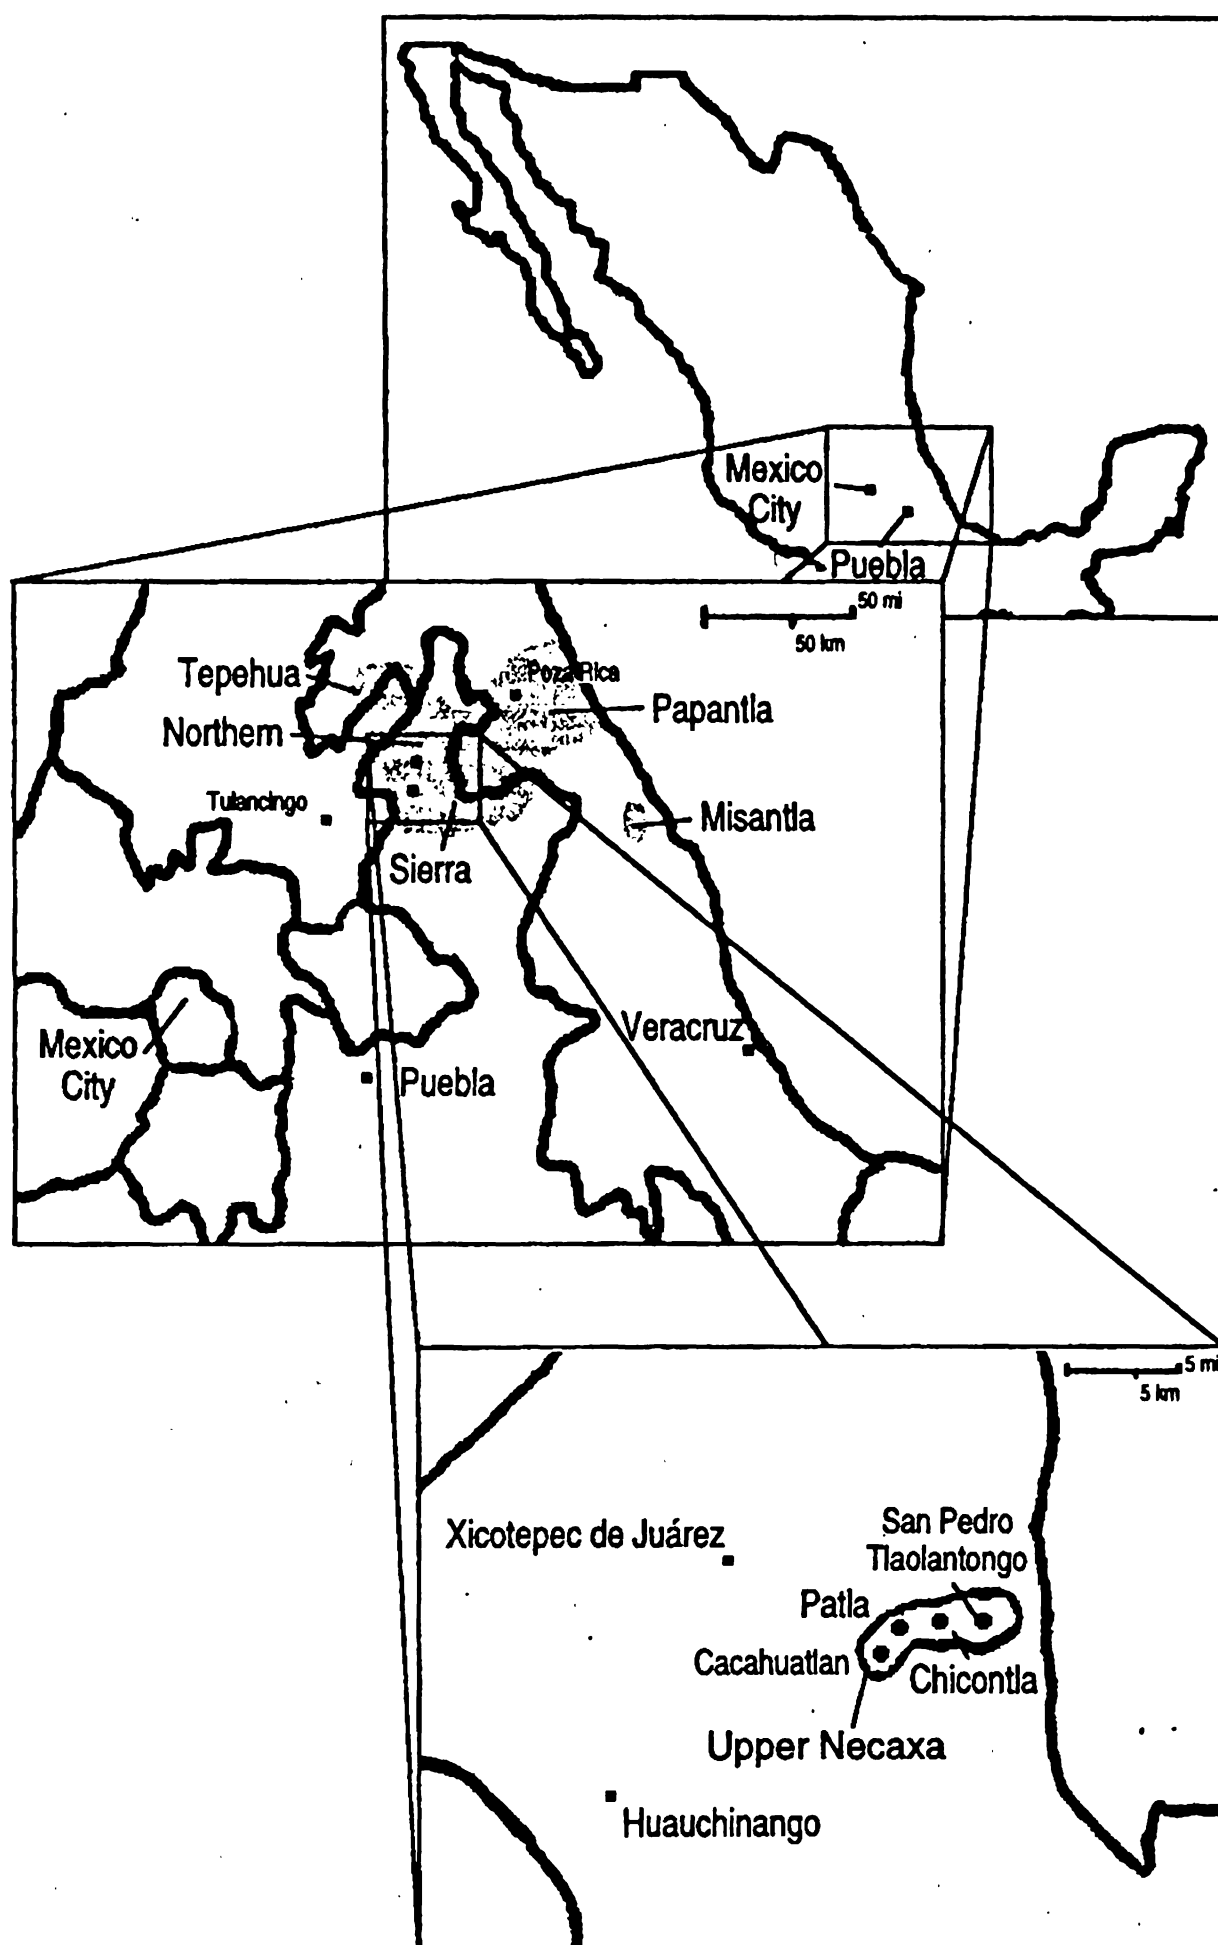 Mexico
City
Puebla
50 mi
50 km
Tepehua
Poza Rica
Papantla
Northern
Tulancingo
Misantla
Sierra
Veracruz
Mexico
City
Puebla
5 mi
5 km
Xicotepec de Juárez
San Pedro
Tlaolantongo
Patla
Cacahuatlan
Chicontla
Upper Necaxa
Huauchinango